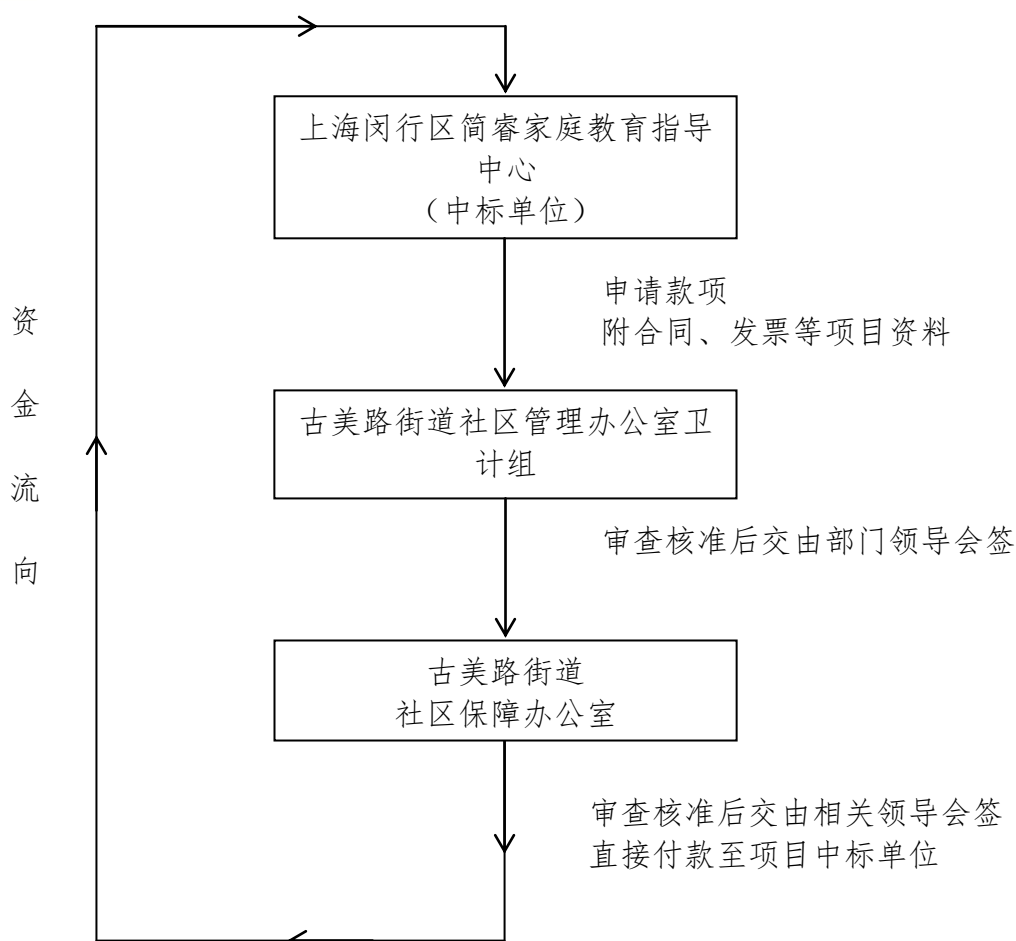 上海闵行区简睿家庭教育指导
中心
（中标单位）
申请款项
附合同、发票等项目资料
资
金
流
向
古美路街道社区管理办公室卫
计组
审查核准后交由部门领导会签
古美路街道
社区保障办公室
审查核准后交由相关领导会签
直接付款至项目中标单位